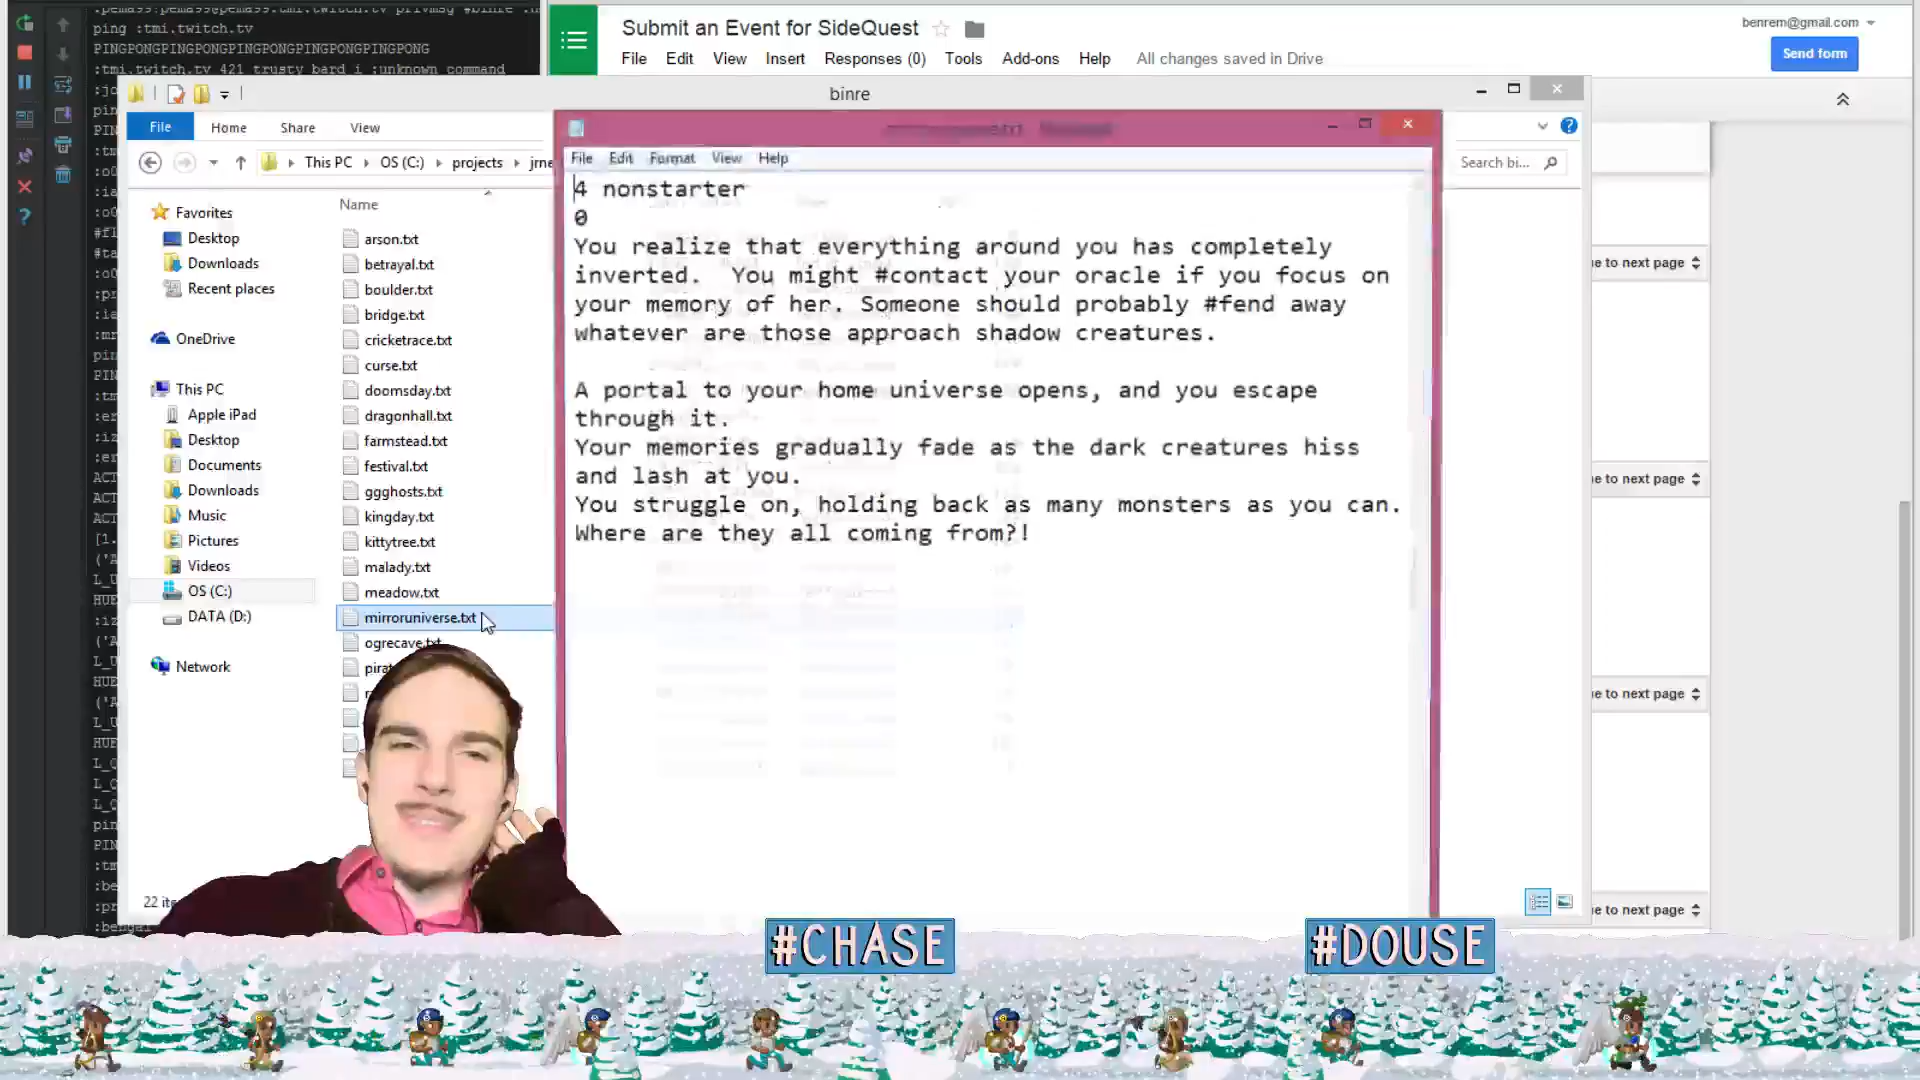 ping :tmi.twitch.tv
PINGPONGPINGPONGPINGPONGPINGPONG
:tmi.twitch.tv 421 trusty_bard_i :unknown command
Submit an Event for SideQuest
File Edit View Insert Responses (0) Tools Add-ons Help All changes saved in Drive
benrem@gmail.com
Send form
binre
File Home Share View
This PC OS (C:) projects
Search bi...
Name
Favorites
Desktop
Downloads
Recent places
OneDrive
This PC
Apple iPad
Desktop
Documents
Downloads
Music
Pictures
Videos
OS (C:)
DATA (D:)
Network
arson.txt
betrayal.txt
boulder.txt
bridge.txt
cricketrace.txt
curse.txt
doomsday.txt
dragonhall.txt
farmstead.txt
festival.txt
ggghosts.txt
kingday.txt
kittytree.txt
malady.txt
meadow.txt
mirroruniverse.txt
ogrecave.txt
File Edit Format View Help
4 nonstarter
0
You realize that everything around you has completely
inverted.  You might #contact your oracle if you focus on
your memory of her. Someone should probably #fend away
whatever are those approach shadow creatures.
A portal to your home universe opens, and you escape
through it.
Your memories gradually fade as the dark creatures hiss
and lash at you.
You struggle on, holding back as many monsters as you can.
Where are they all coming from?!
to next page
to next page
to next page
to next page
22
#CHASE
#DOUSE